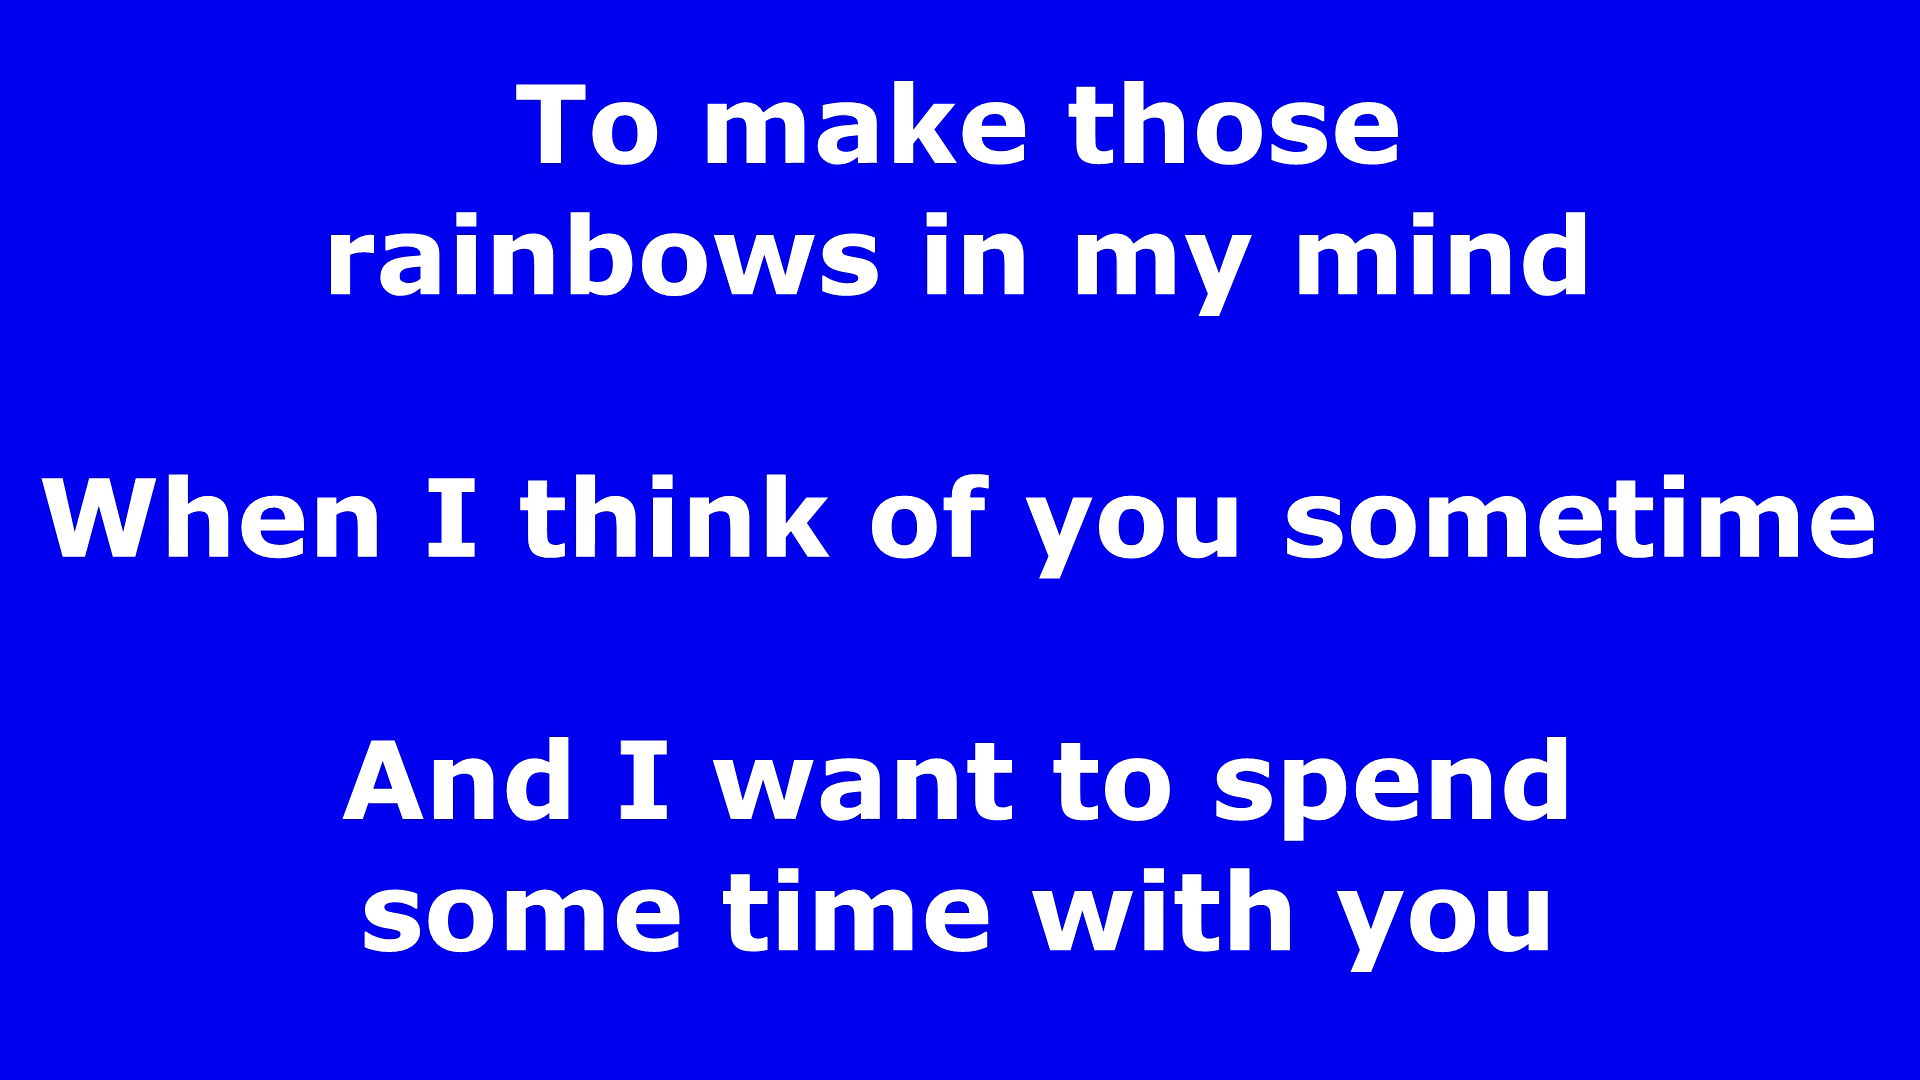 To make those
rainbows in my mind
When I think of you sometime
And I want to spend
some time with you